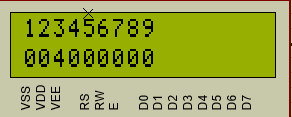 123456789
004000000
VSS VDD VEE RS RW E D0 D1 D2 D3 D4 D5 D6 D7